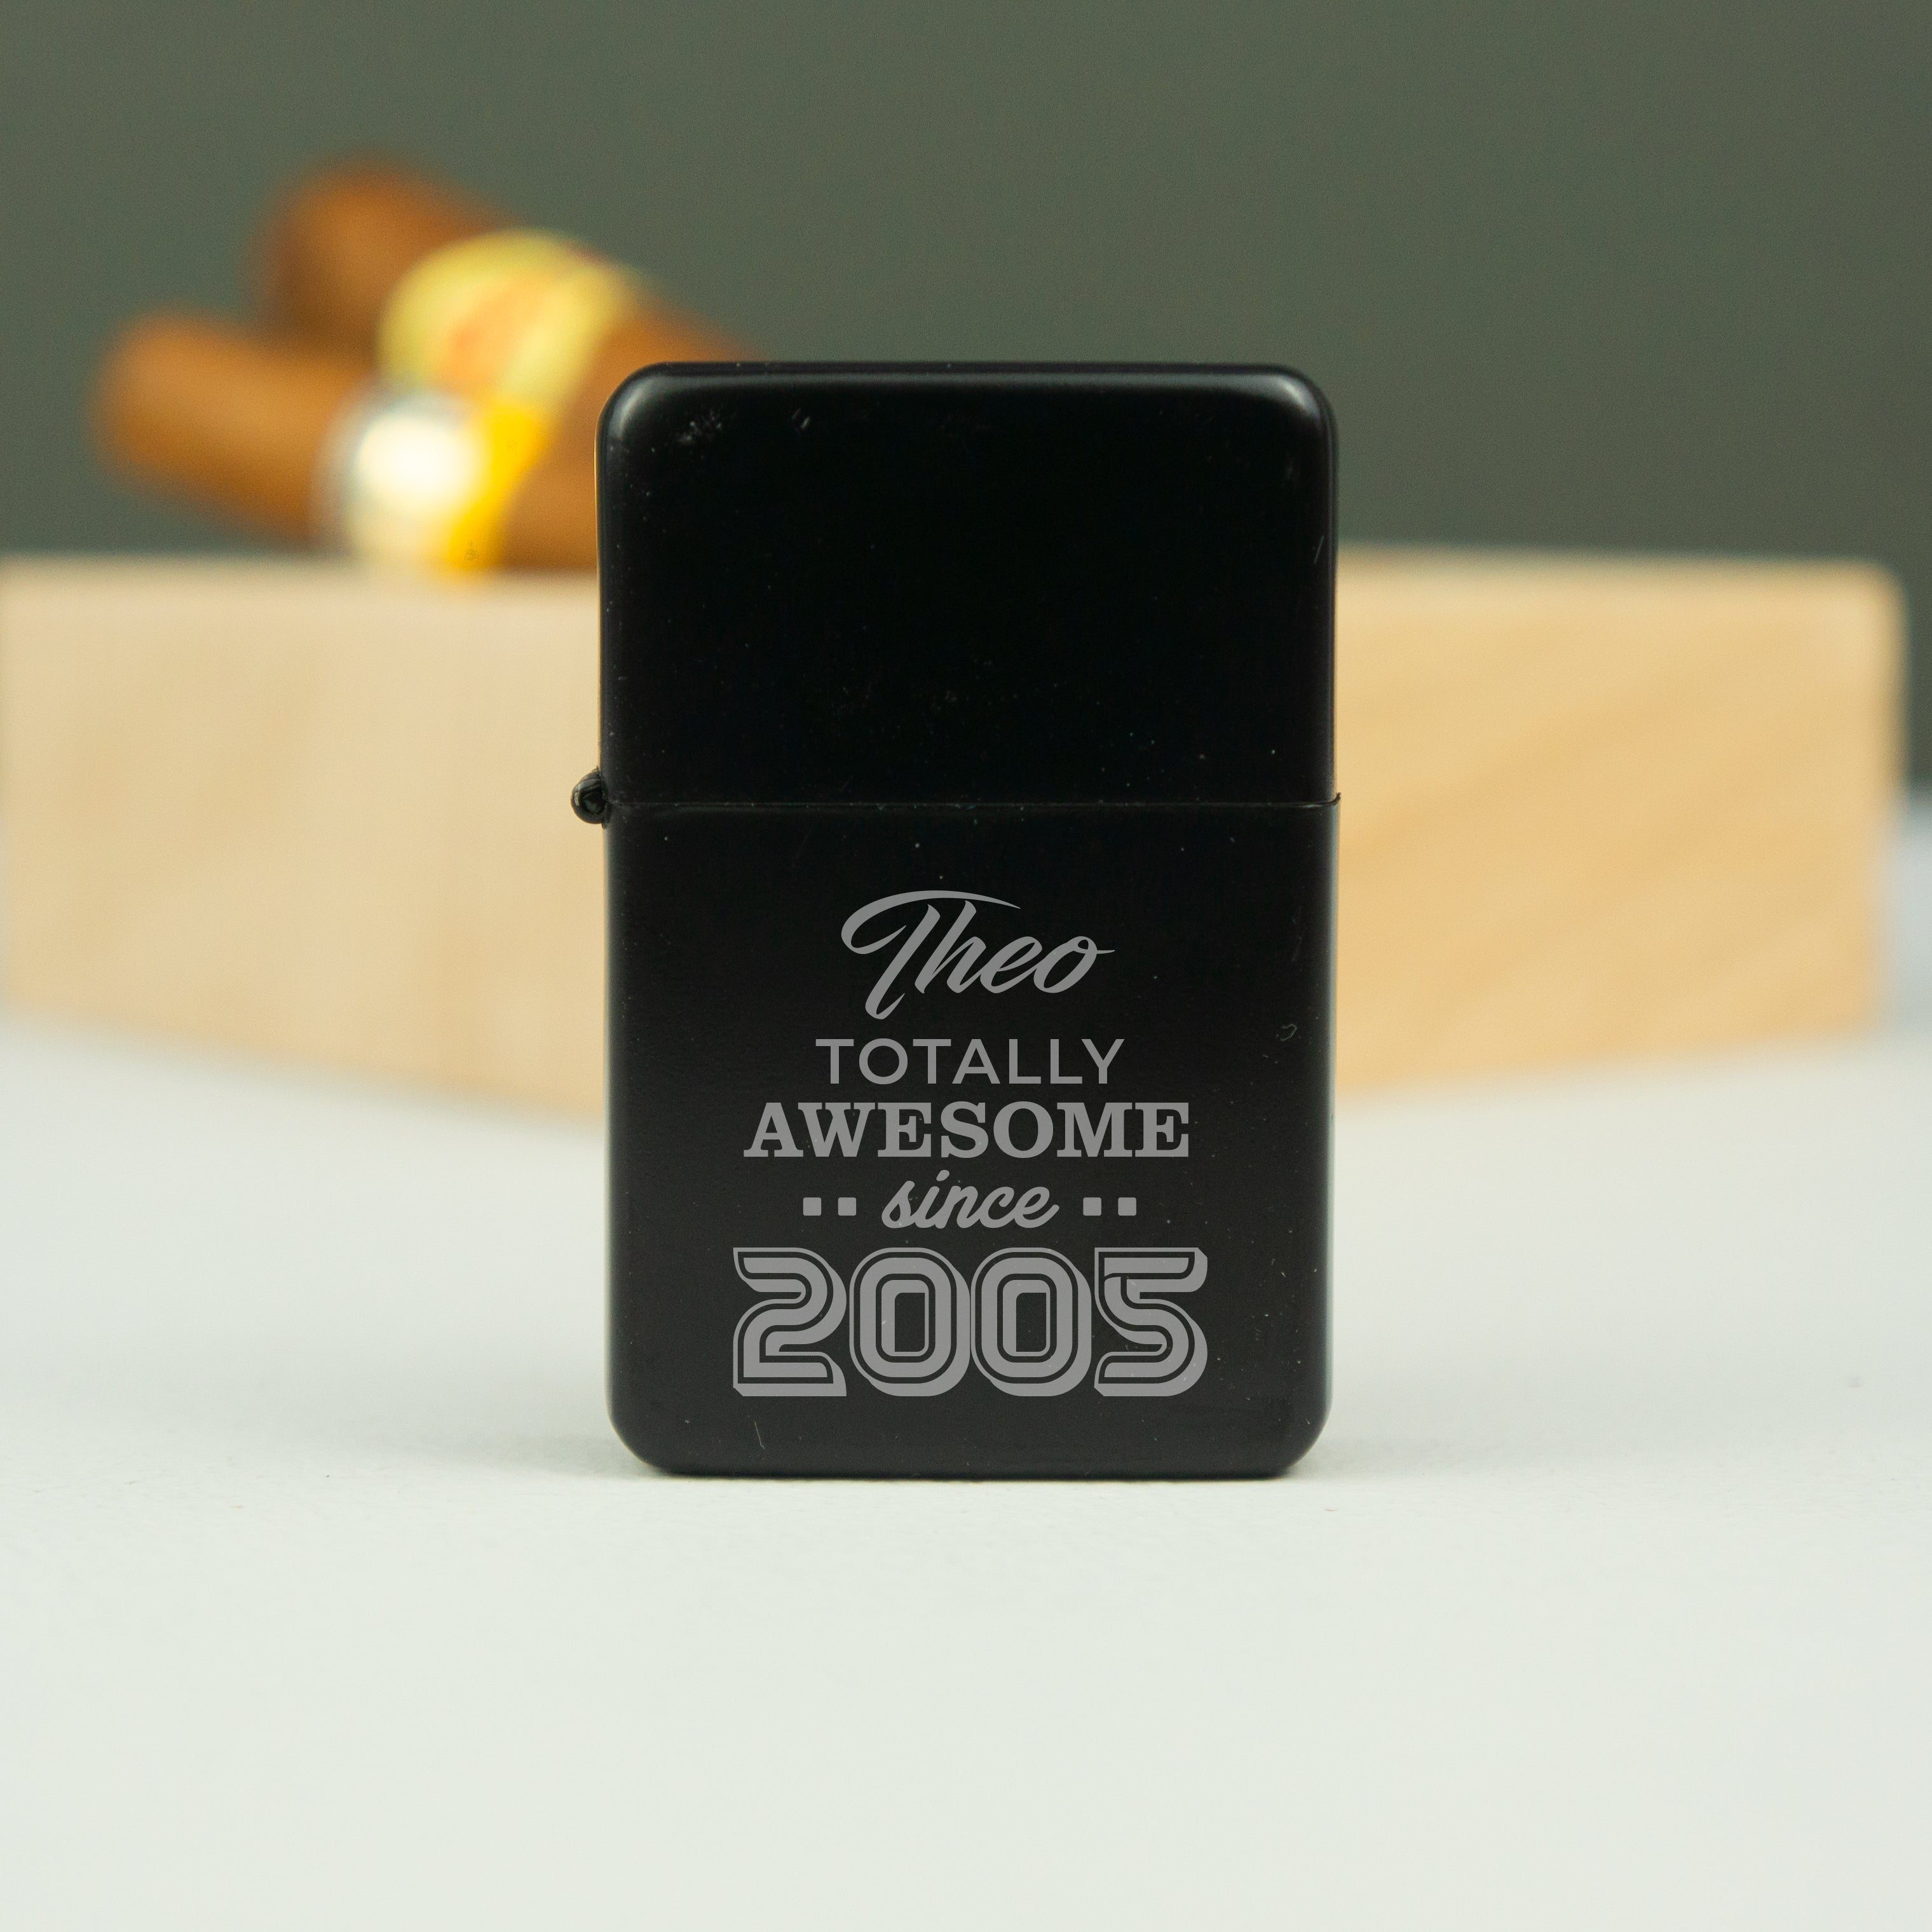 Theo
TOTALLY
AWESOME
since
2005